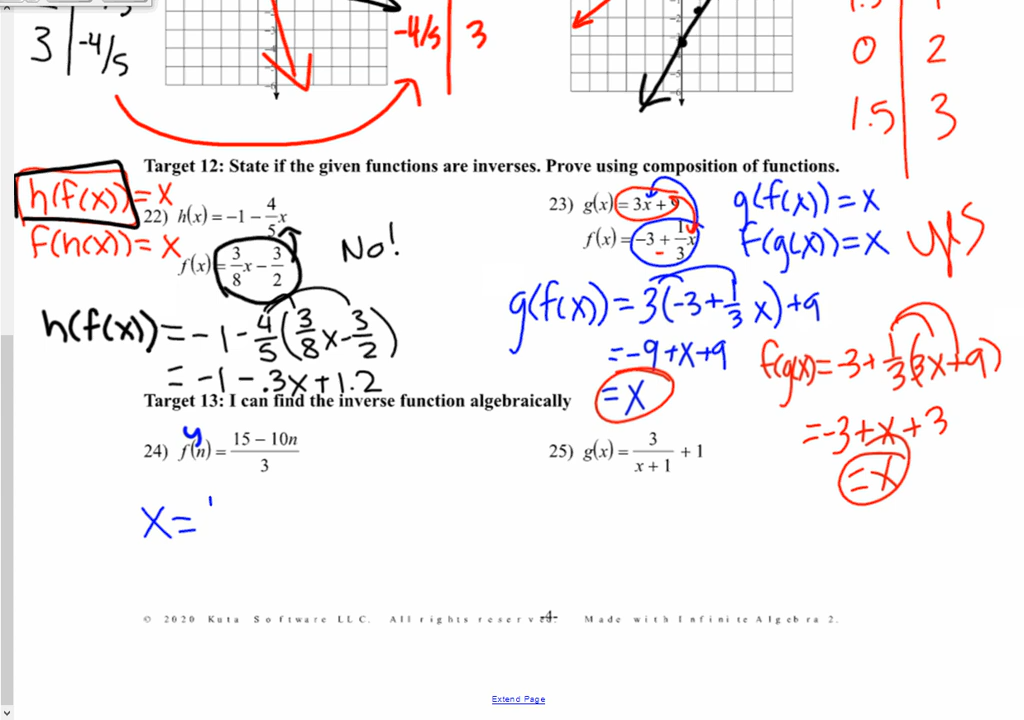 3 | -4/5
-4/5 | 3
1.5 1
0 2
1.5 3
Target 12: State if the given functions are inverses. Prove using composition of functions.
h(f(x)) = x
f(h(x)) = x
22) h(x) = -1 - 4/5 x
f(x) = 3/8 x - 3/2
No!
h(f(x)) = -1 - 4/5(3/8 x - 3/2)
= -1 - .3x + 1.2
23) g(x) = 3x + 9
f(x) = -3 + 1/3 x
g(f(x)) = x
f(g(x)) = x
yes
g(f(x)) = 3(-3 + 1/3 x) + 9
= -9 + x + 9
= x
f(g(x) = -3 + 1/3(3x + 9)
= -3 + x + 3
= x
Target 13: I can find the inverse function algebraically
y
24) f(n) = (15 - 10n)/3
x =
25) g(x) = 3/(x + 1) + 1
© 2020 Kuta Software LLC. All rights reserved. -4- Made with Infinite Algebra 2.
Extend Page